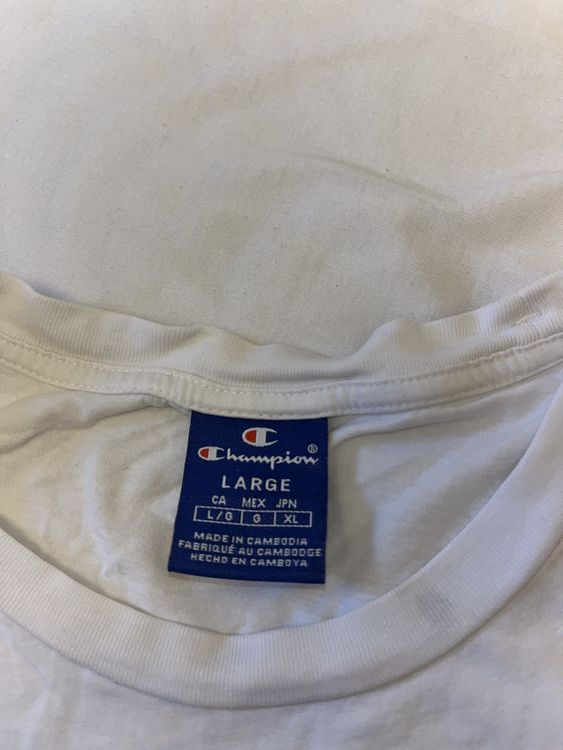 Champion®
LARGE
CA MEX JPN
L/G G XL
MADE IN CAMBODIA
FABRIQUÉ AU CAMBODGE
HECHO EN CAMBOYA